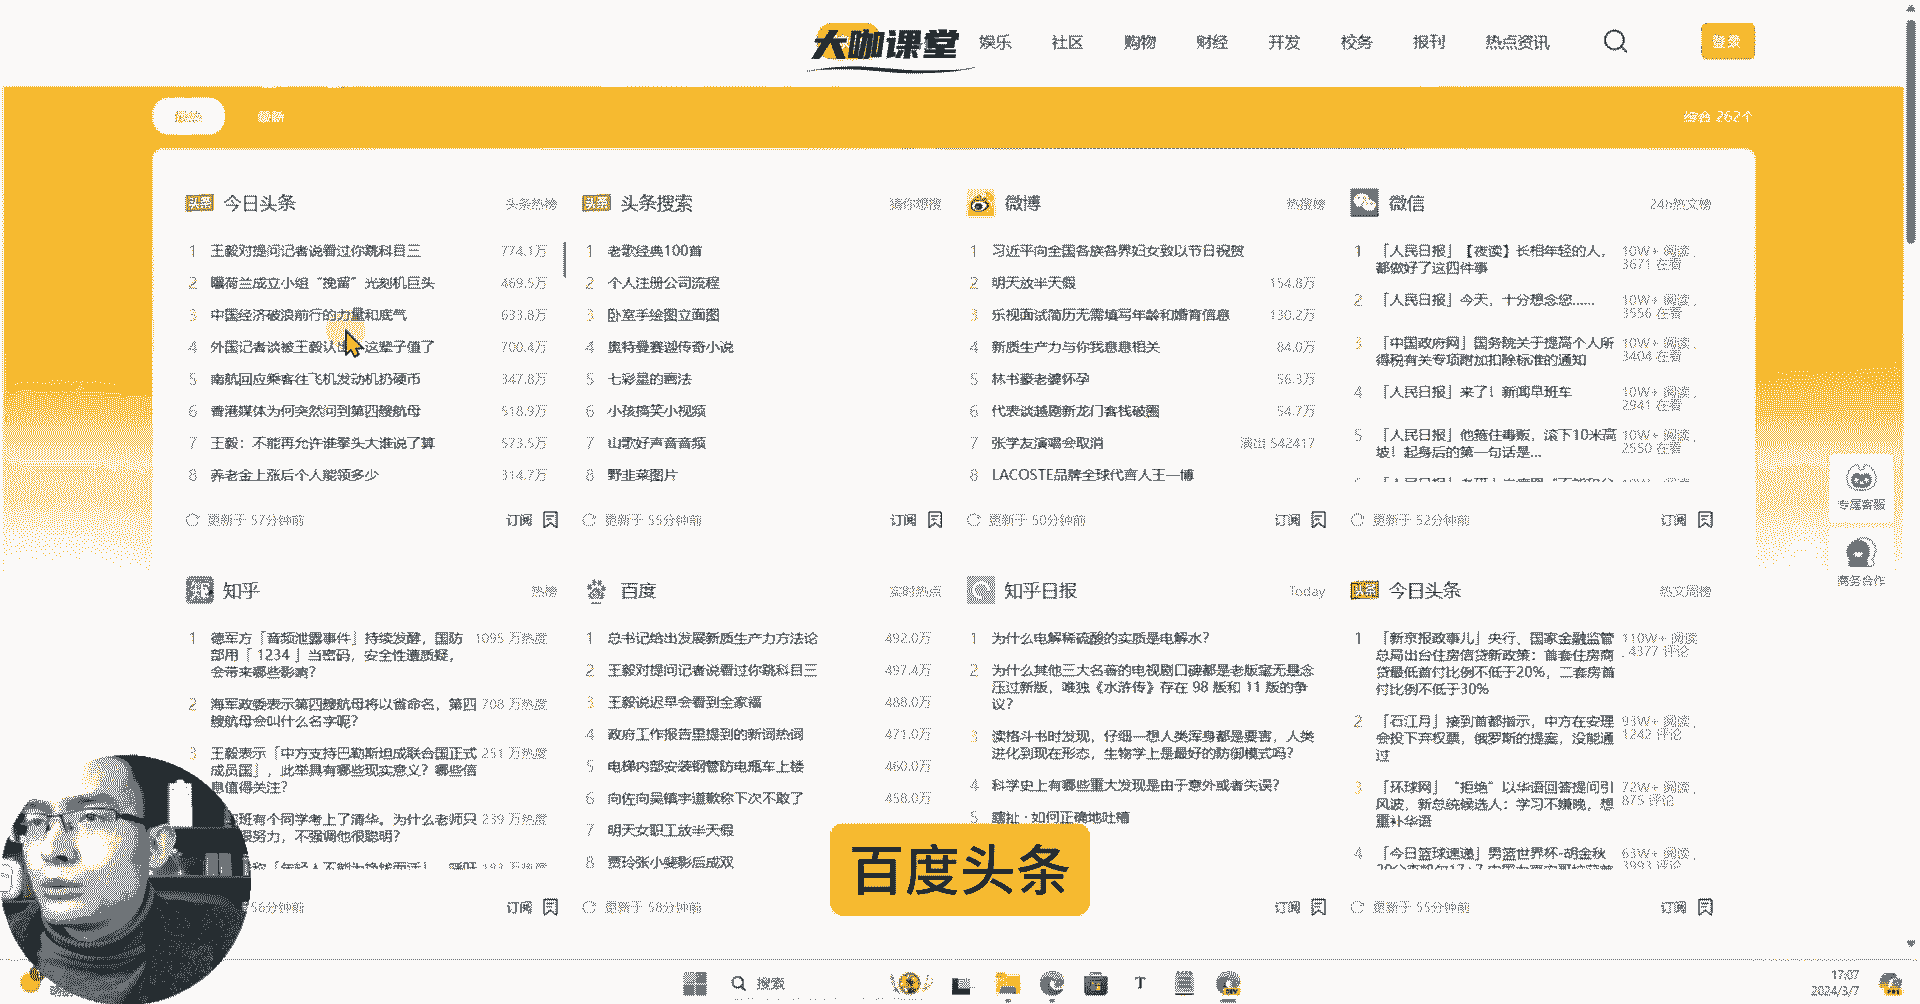 大咖课堂
娱乐
社区
购物
财经
开发
校务
报刊
热点资讯
登录
最热
最新
综合 262个
头条 今日头条
头条热榜
1 王毅对提问记者说看过你跳科目三 774.1万
2 曝荷兰成立小组“挽留”光刻机巨头 469.5万
3 中国经济破浪前行的力量和底气 633.8万
4 外国记者谈被王毅认出 这辈子值了 700.4万
5 南航回应乘客往飞机发动机扔硬币 347.8万
6 香港媒体为何突然问到第四艘航母 518.9万
7 王毅：不能再允许谁拳头大谁说了算 573.5万
8 养老金上涨后个人能领多少 314.7万
更新于 57分钟前
订阅
头条 头条搜索
猜你想搜
1 老歌经典100首
2 个人注册公司流程
3 卧室手绘图立面图
4 奥特曼赛迦传奇小说
5 七彩星的画法
6 小孩搞笑小视频
7 山歌好声音音频
8 野韭菜图片
更新于 55分钟前
订阅
微博
热搜榜
1 习近平向全国各族各界妇女致以节日祝贺
2 明天放半天假 154.8万
3 乐视面试简历无需填写年龄和婚育信息 130.2万
4 新质生产力与你我息息相关 84.0万
5 林书豪老婆怀孕 56.3万
6 代表谈越剧新龙门客栈破圈 54.7万
7 张学友演唱会取消 演出 542417
8 LACOSTE品牌全球代言人王一博
更新于 50分钟前
订阅
微信
24h热文榜
1 「人民日报」【夜读】长相年轻的人，都做好了这四件事 10W+ 阅读，3671 在看
2 「人民日报」今天，十分想念您…… 10W+ 阅读，3556 在看
3 「中国政府网」国务院关于提高个人所得税有关专项附加扣除标准的通知 10W+ 阅读，3404 在看
4 「人民日报」来了！新闻早班车 10W+ 阅读，2941 在看
5 「人民日报」他箍住毒贩，滚下10米高坡！起身后的第一句话是... 10W+ 阅读，2550 在看
更新于 52分钟前
订阅
专属客服
商务合作
知 知乎
热榜
1 德军方「音频泄露事件」持续发酵，国防部用「 1234 」当密码，安全性遭质疑，会带来哪些影响？ 1095 万热度
2 海军政委表示第四艘航母将以省命名，第四艘航母会叫什么名字呢？ 708 万热度
3 王毅表示「中方支持巴勒斯坦成联合国正式成员国」，此举具有哪些现实意义？哪些信息值得关注？ 251 万热度
班有个同学考上了清华。为什么老师只
努力，不强调他很聪明？ 239 万热度
56分钟前
订阅
百度
实时热点
1 总书记给出发展新质生产力方法论 492.0万
2 王毅对提问记者说看过你跳科目三 497.4万
3 王毅说迟早会看到全家福 488.0万
4 政府工作报告里提到的新词热词 471.0万
5 电梯内部安装钢管防电瓶车上楼 460.0万
6 向佐向吴镇宇道歉称下次不敢了 458.0万
7 明天女职工放半天假
8 贾玲张小斐影后成双
更新于 58分钟前
知乎日报
Today
1 为什么电解稀硫酸的实质是电解水？
2 为什么其他三大名著的电视剧口碑都是老版毫无悬念压过新版，唯独《水浒传》存在 98 版和 11 版的争议？
3 读格斗书时发现，仔细一想人类浑身都是要害，人类进化到现在形态，生物学上是最好的防御模式吗？
4 科学史上有哪些重大发现是由于意外或者失误？
5 瞎扯 · 如何正确地吐槽
订阅
头条 今日头条
热文周榜
1 「新京报政事儿」央行、国家金融监管总局出台住房信贷新政策：首套住房商贷最低首付比例不低于20%，二套房首付比例不低于30% 110W+ 阅读，4377 评论
2 「石江月」接到首都指示，中方在安理会投下弃权票，俄罗斯的提案，没能通过 93W+ 阅读，1242 评论
3 「环球网」“拒绝”以华语回答提问引风波，新总统候选人：学习不嫌晚，想重补华语 72W+ 阅读，875 评论
4 「今日篮球速递」男篮世界杯-胡金秋 63W+ 阅读，3993 评论
更新于 55分钟前
订阅
百度头条
搜索
17:07
2024/3/7